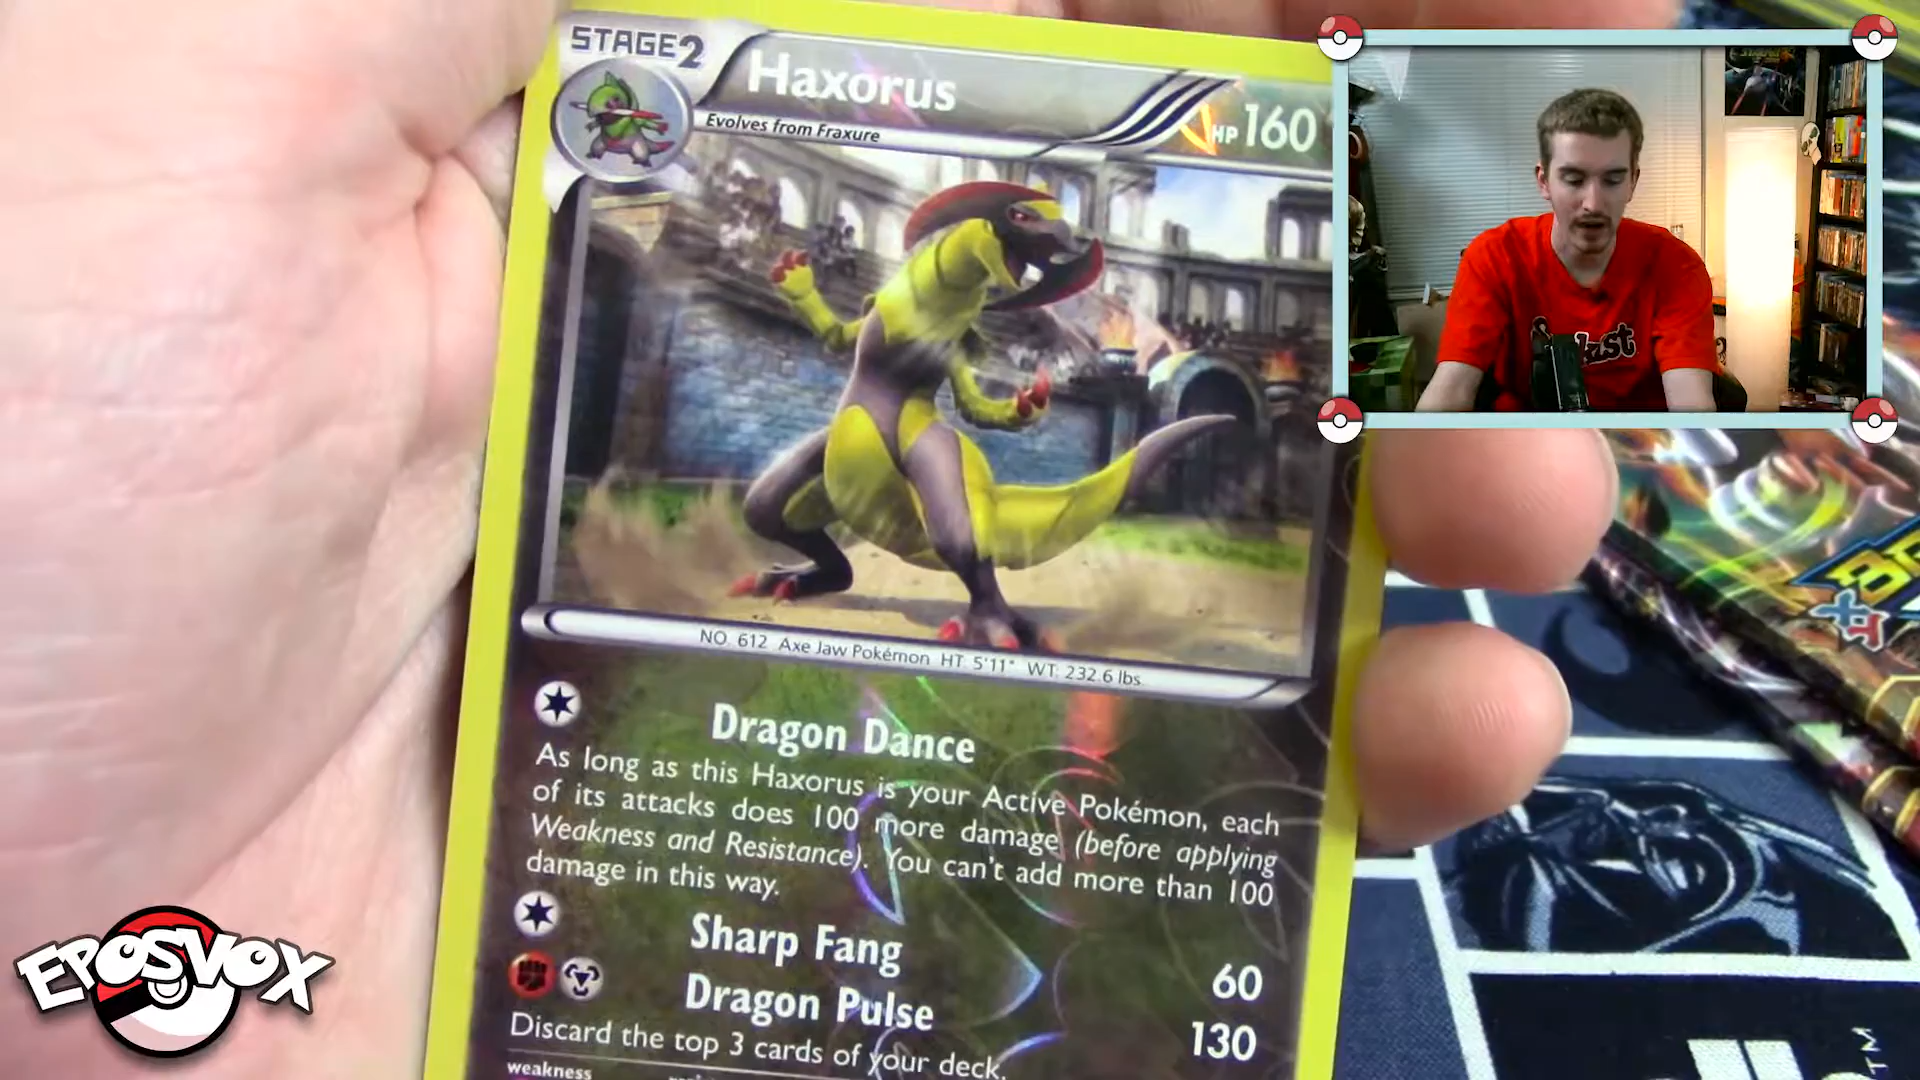 STAGE2
Haxorus
HP 160
Evolves from Fraxure
NO. 612 Axe Jaw Pokémon HT: 5'11" WT: 232.6 lbs.
Dragon Dance
As long as this Haxorus is your Active Pokémon, each
of its attacks does 100 more damage (before applying
Weakness and Resistance). You can't add more than 100
damage in this way.
Sharp Fang 60
Dragon Pulse 130
Discard the top 3 cards of your deck.
weakness
EPOSVOX
XY
TM